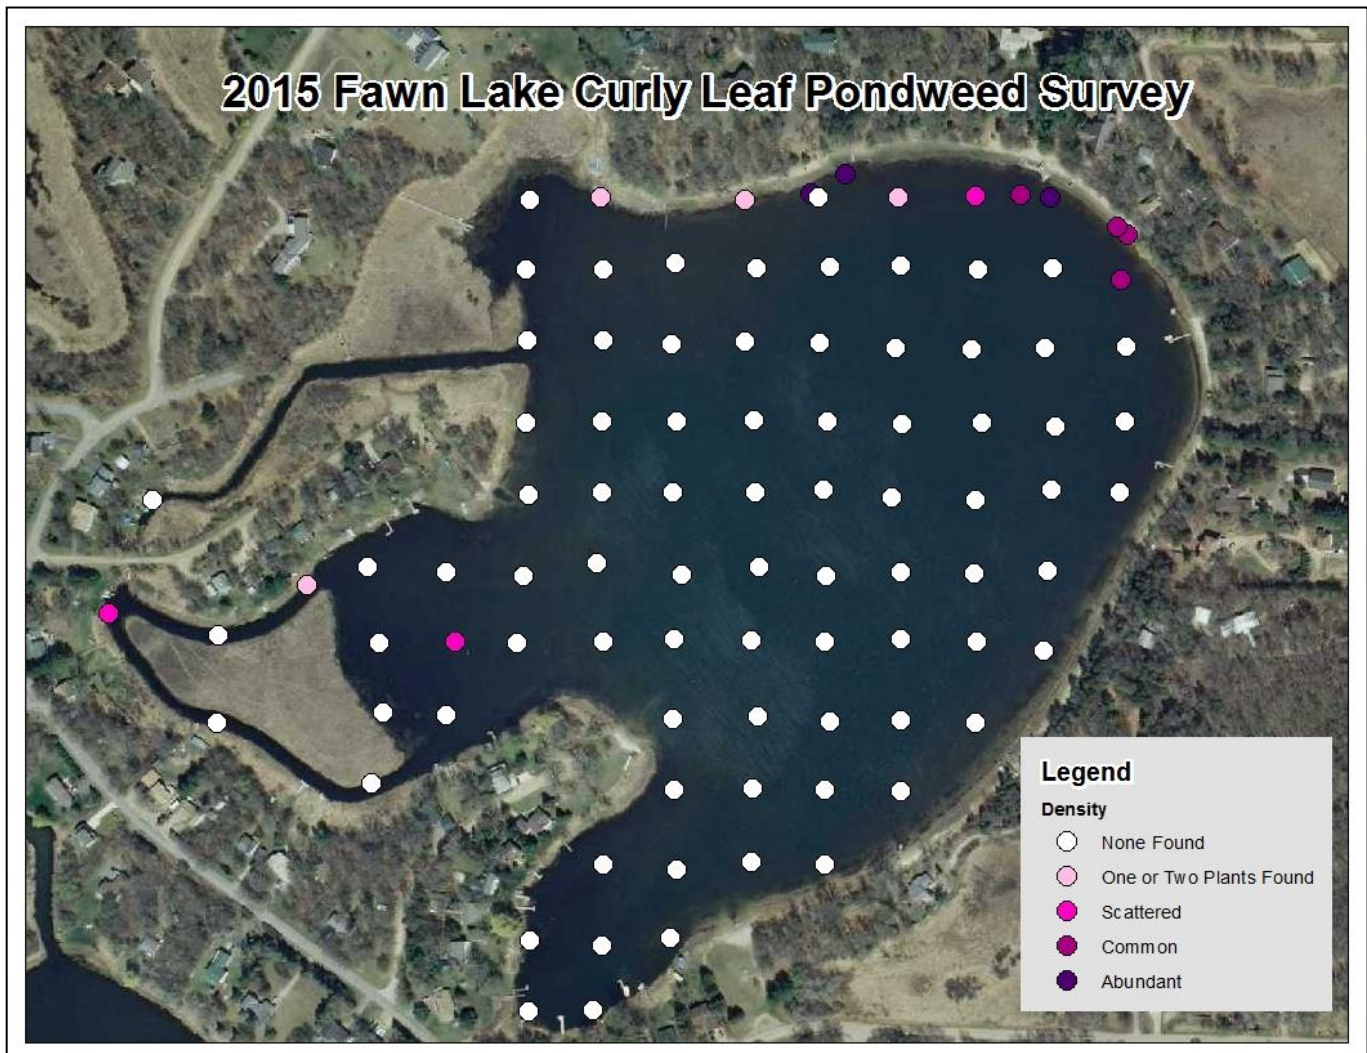 2015 Fawn Lake Curly Leaf Pondweed Survey
Legend
Density
None Found
One or Two Plants Found
Scattered
Common
Abundant